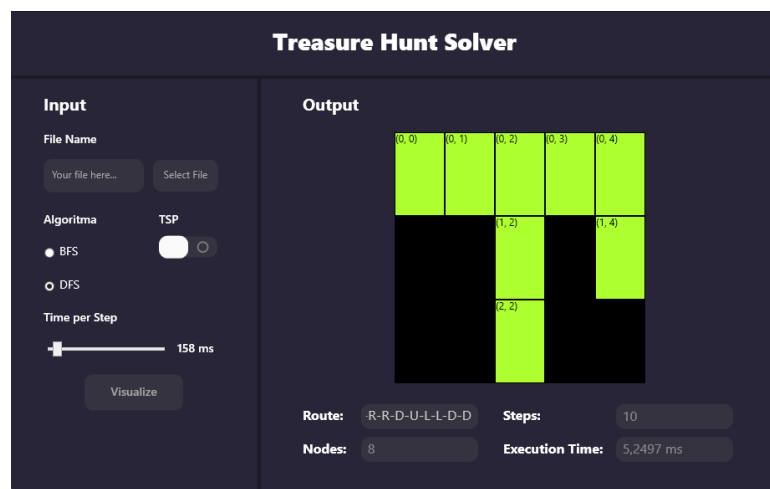 Treasure Hunt Solver
Input
File Name
Your file here...
Select File
Algoritma
TSP
BFS
DFS
Time per Step
158 ms
Visualize
Output
(0, 0) (0, 1) (0, 2) (0, 3) (0, 4)
(1, 2) (1, 4)
(2, 2)
Route: -R-R-D-U-L-L-D-D Steps: 10
Nodes: 8 Execution Time: 5,2497 ms